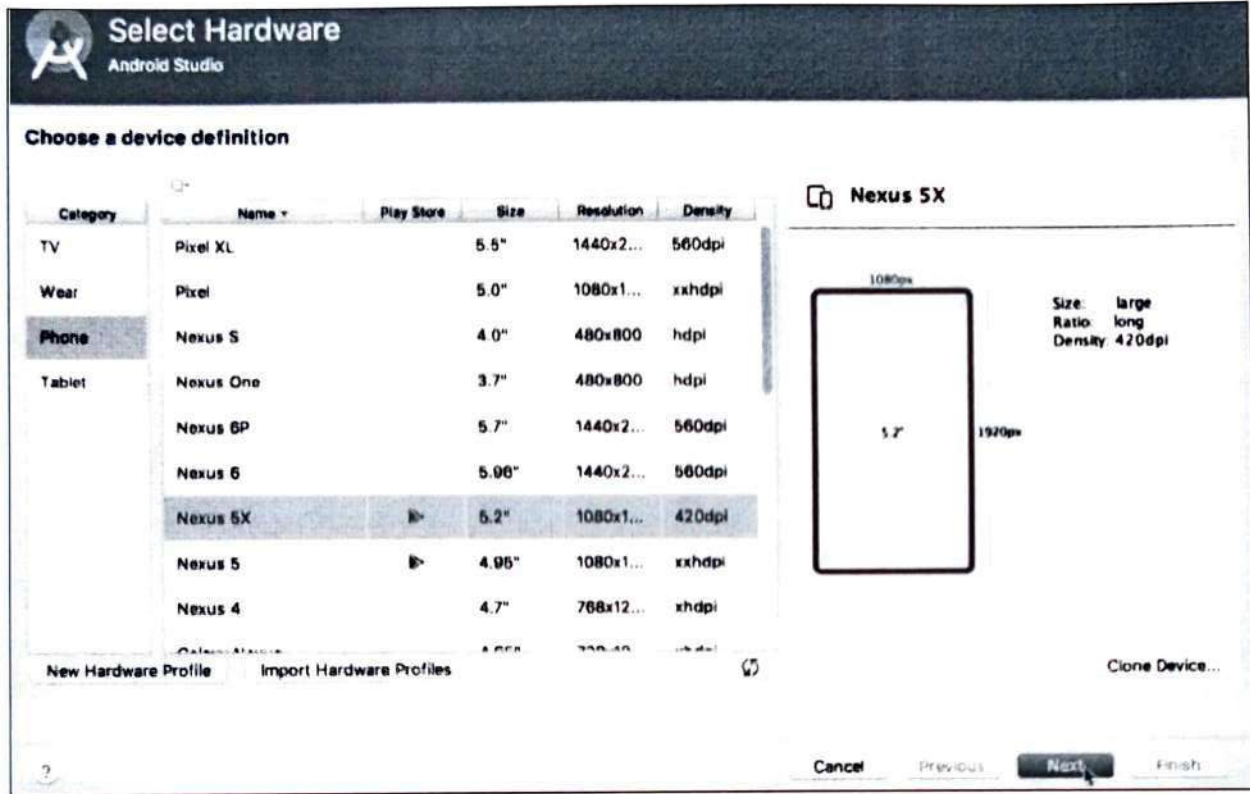 Select Hardware
Android Studio
Choose a device definition
Category Name Play Store Size Resolution Density
TV
Wear
Phone
Tablet
Pixel XL 5.5" 1440x2... 560dpi
Pixel 5.0" 1080x1... xxhdpi
Nexus S 4.0" 480x800 hdpi
Nexus One 3.7" 480x800 hdpi
Nexus 6P 5.7" 1440x2... 560dpi
Nexus 6 5.96" 1440x2... 560dpi
Nexus 5X 5.2" 1080x1... 420dpi
Nexus 5 4.95" 1080x1... xxhdpi
Nexus 4 4.7" 768x12... xhdpi
New Hardware Profile Import Hardware Profiles
Nexus 5X
1080px
5.2"
1920px
Size: large
Ratio: long
Density: 420dpi
Clone Device...
? Cancel Previous Next Finish